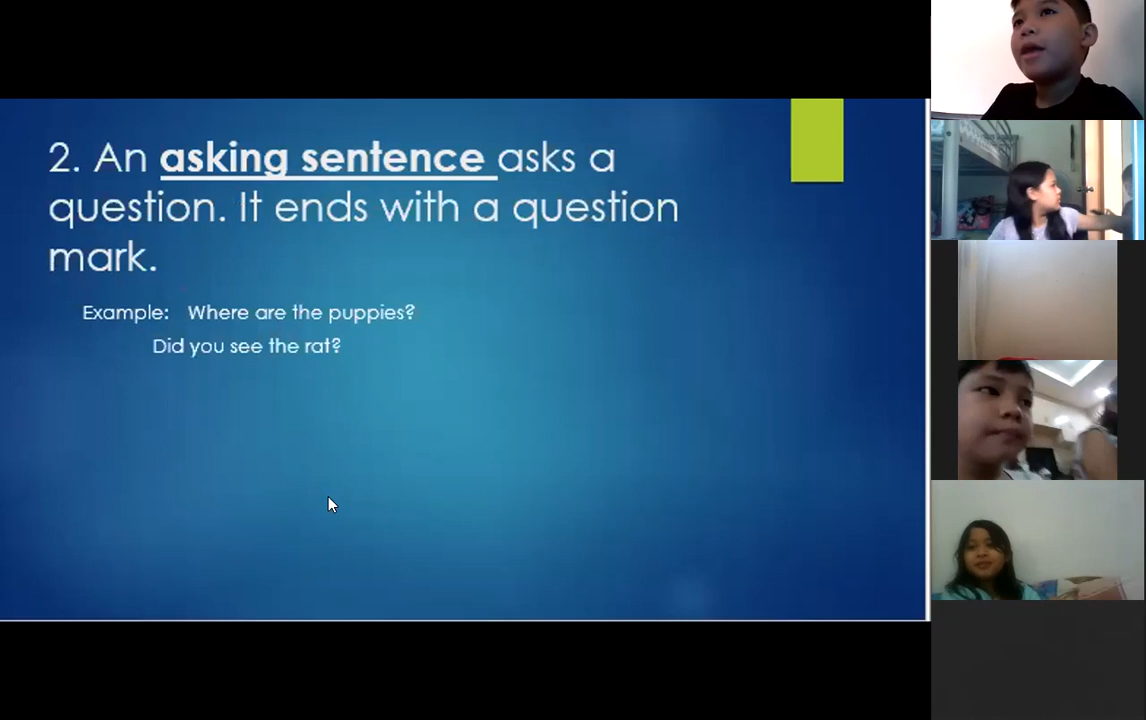 2. An asking sentence asks a
question. It ends with a question
mark.
Example: Where are the puppies?
Did you see the rat?